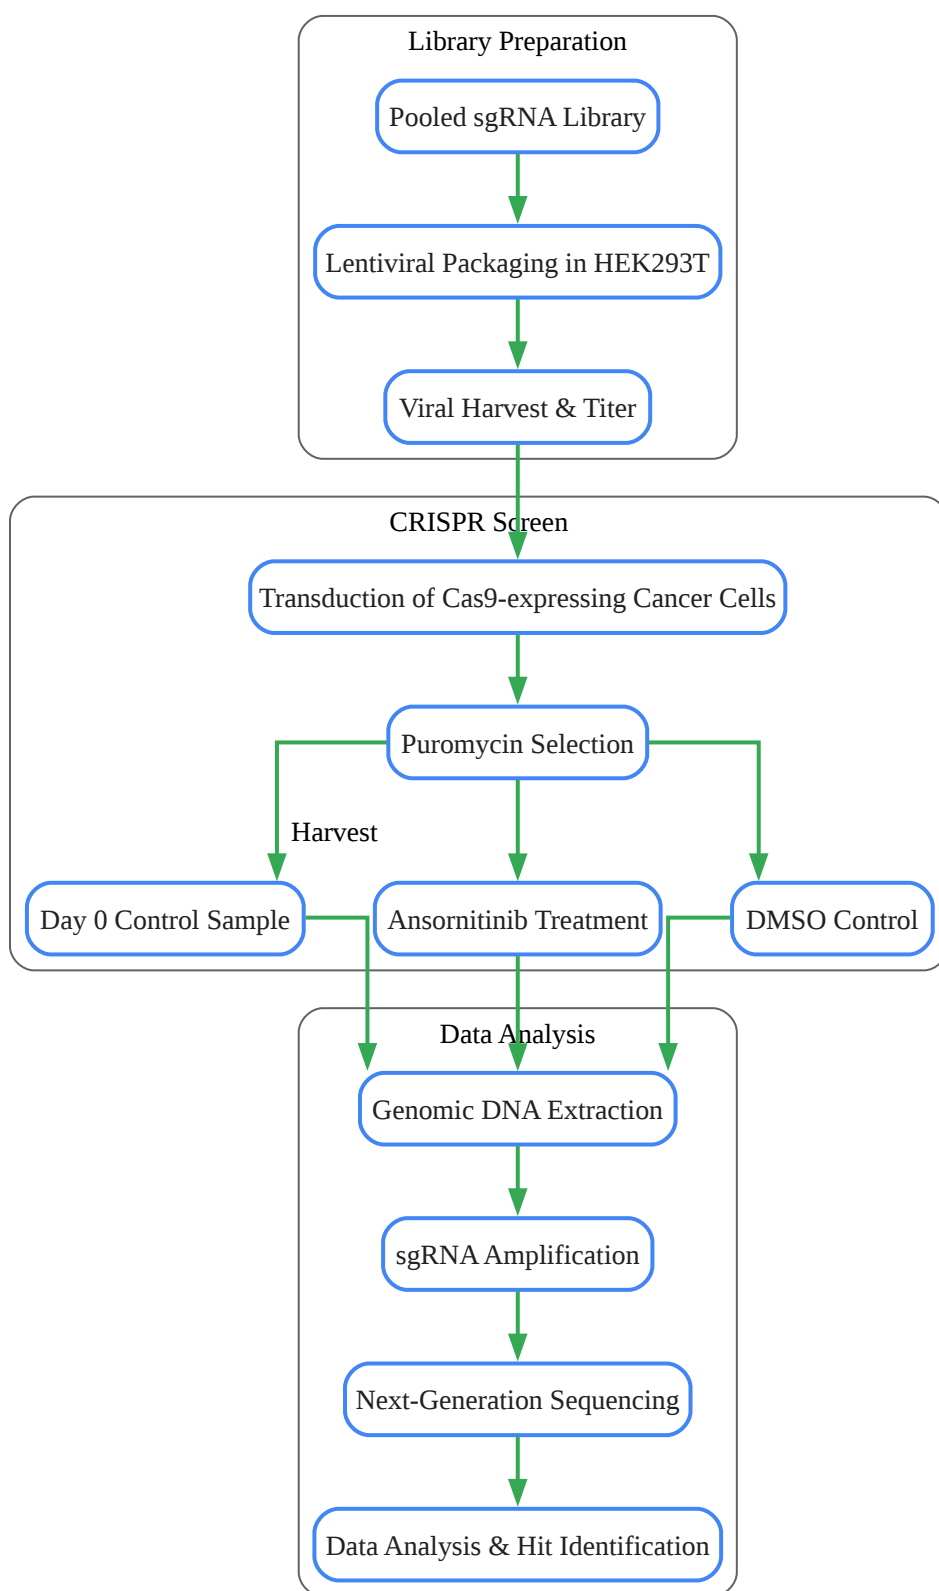 Library Preparation
Pooled sgRNA Library
Lentiviral Packaging in HEK293T
Viral Harvest & Titer
CRISPR Screen
Transduction of Cas9-expressing Cancer Cells
Puromycin Selection
Harvest
Day 0 Control Sample
Ansornitinib Treatment
DMSO Control
Data Analysis
Genomic DNA Extraction
sgRNA Amplification
Next-Generation Sequencing
Data Analysis & Hit Identification